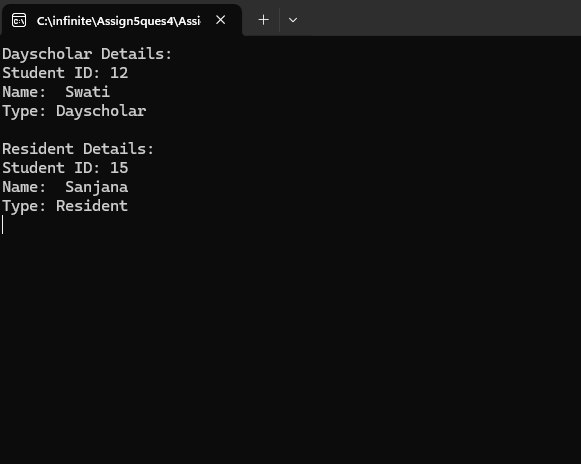 C:\infinite\Assign5ques4\Assi
Dayscholar Details:
Student ID: 12
Name:  Swati
Type: Dayscholar

Resident Details:
Student ID: 15
Name:  Sanjana
Type: Resident